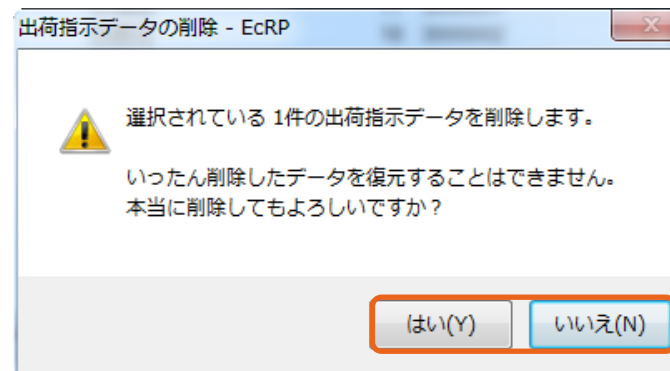 出荷指示データの削除 - EcRP
選択されている 1件の出荷指示データを削除します。
いったん削除したデータを復元することはできません。
本当に削除してもよろしいですか？
はい(Y)
いいえ(N)